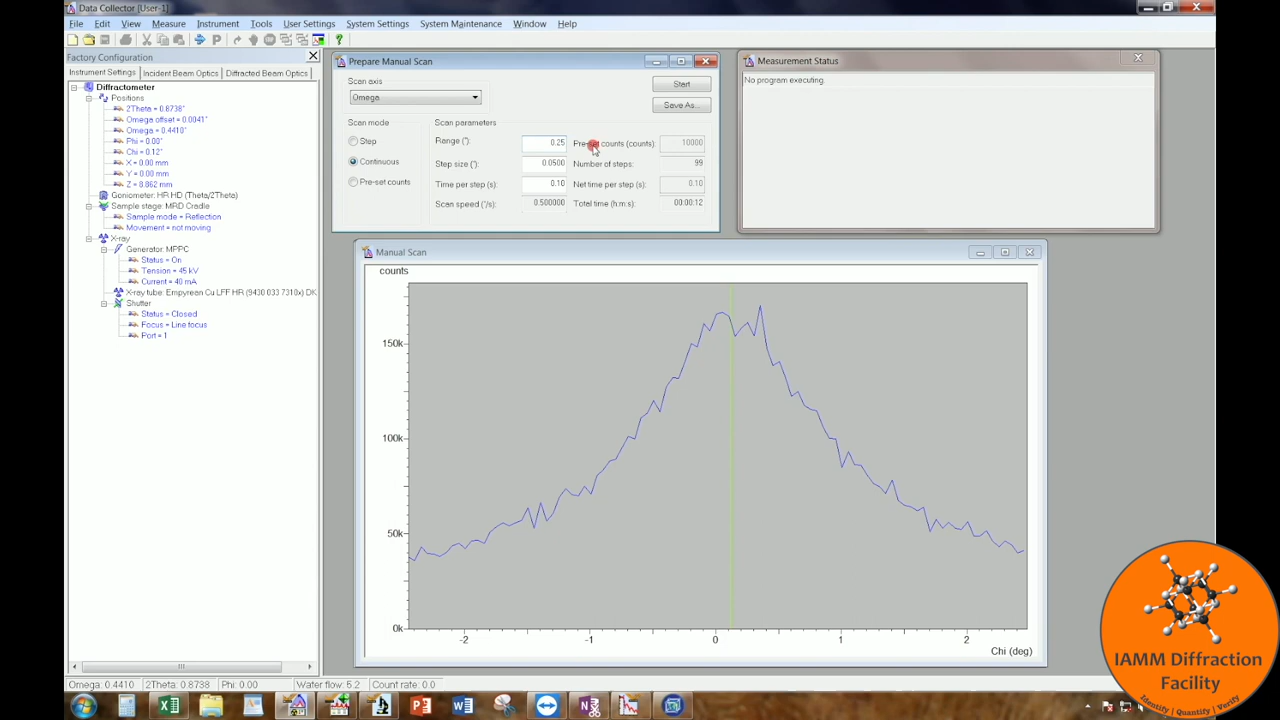 Data Collector [User-1]
File Edit View Measure Instrument Tools User Settings System Settings System Maintenance Window Help
Factory Configuration
Instrument Settings Incident Beam Optics Diffracted Beam Optics
Diffractometer
Positions
2Theta = 0.8738°
Omega offset = 0.0041°
Omega = 0.4410°
Phi = 0.00°
Chi = 0.12°
X = 0.00 mm
Y = 0.00 mm
Z = 8.862 mm
Goniometer: HR HD (Theta/2Theta)
Sample stage: MRD Cradle
Sample mode = Reflection
Movement = not moving
X-ray
Generator: MPPC
Status = On
Tension = 45 kV
Current = 40 mA
X-ray tube: Empyrean Cu LFF HR (9430 033 7310x) DK
Shutter
Status = Closed
Focus = Line focus
Port = 1
Prepare Manual Scan
Scan axis
Omega
Start
Save As...
Scan mode
Step
Continuous
Pre-set counts
Scan parameters
Range (°): 0.25 Pre-set counts (counts): 10000
Step size (°): 0.0500 Number of steps: 99
Time per step (s): 0.10 Net time per step (s): 0.10
Scan speed (°/s): 0.500000 Total time (h:m:s): 00:00:12
Measurement Status
No program executing.
Manual Scan
counts
150k
100k
50k
0k
-2 -1 0 1 2
Chi (deg)
Omega: 0.4410 2Theta: 0.8738 Phi: 0.00 Water flow: 5.2 Count rate: 0.0
IAMM Diffraction
Facility
Identify | Quantify | Verify